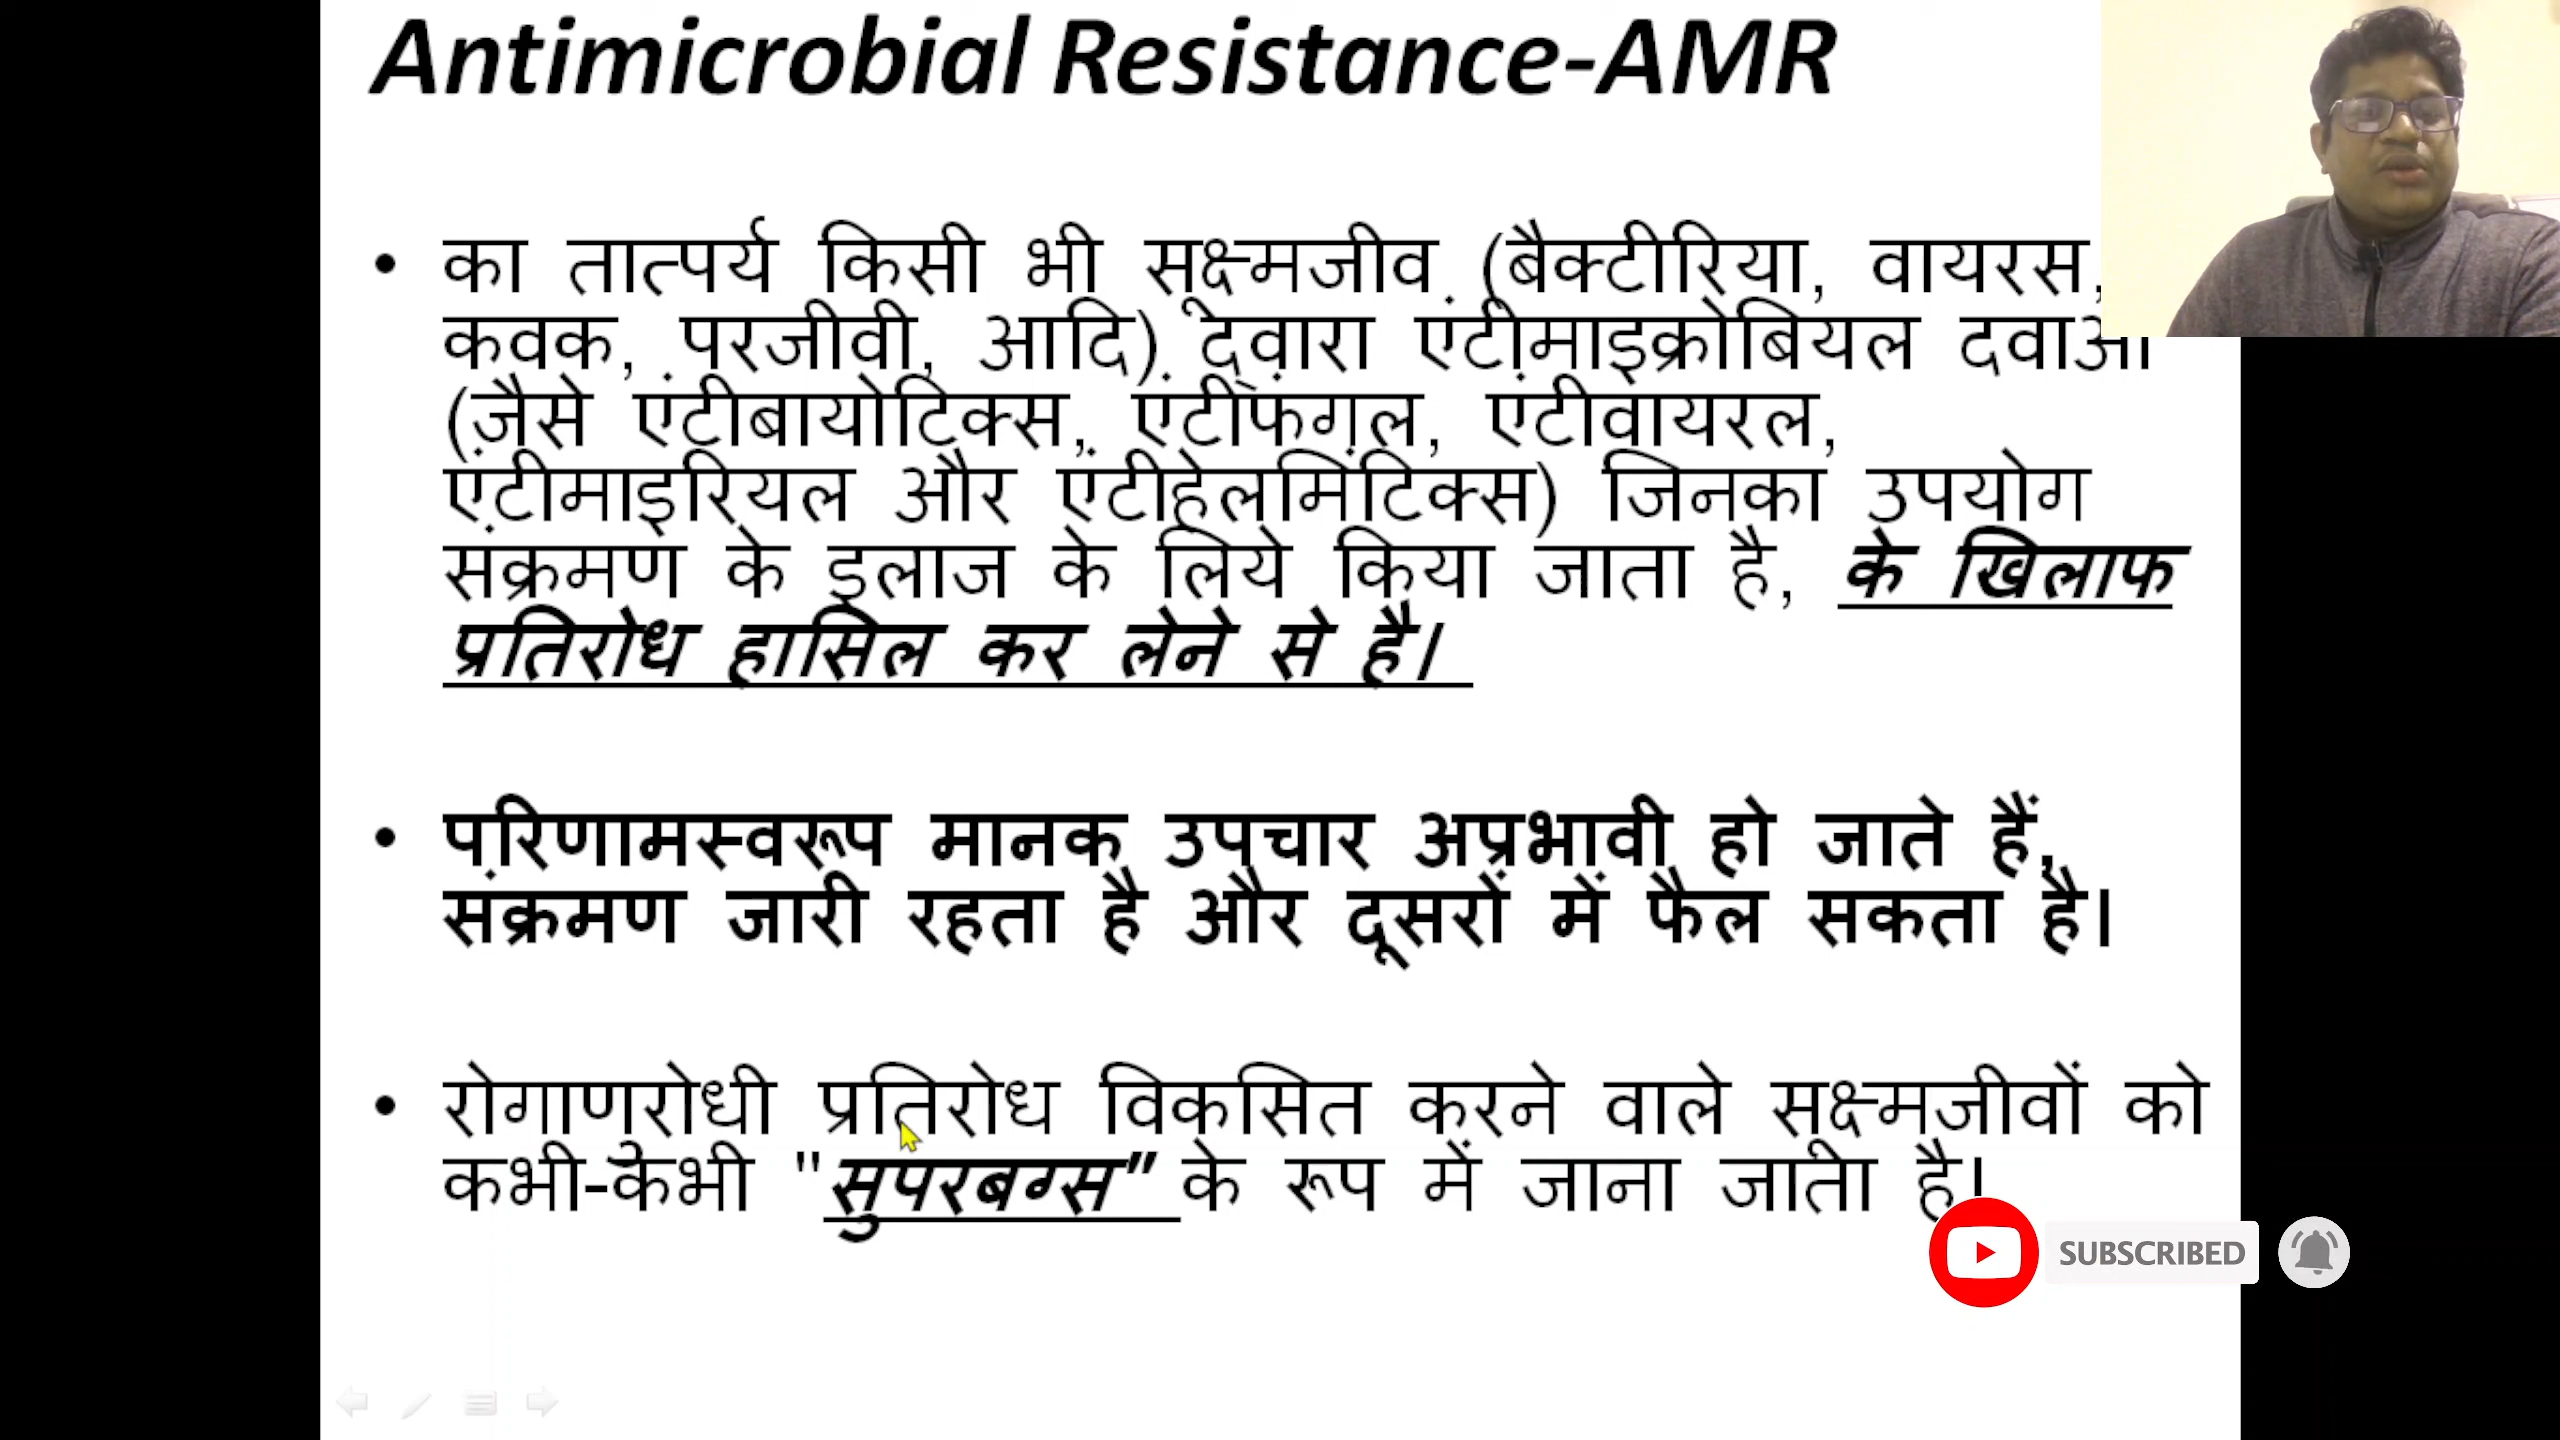 Antimicrobial Resistance-AMR
• का तात्पर्य किसी भी सूक्ष्मजीव (बैक्टीरिया, वायरस,
कवक, परजीवी, आदि) द्वारा एंटीमाइक्रोबियल दवाओं
(जैसे एंटीबायोटिक्स, एंटीफंगल, एंटीवायरल,
एंटीमाइरियल और एंटीहेलमिंटिक्स) जिनका उपयोग
संक्रमण के इलाज के लिये किया जाता है, के खिलाफ
प्रतिरोध हासिल कर लेने से है।
• परिणामस्वरूप मानक उपचार अप्रभावी हो जाते हैं,
संक्रमण जारी रहता है और दूसरों में फैल सकता है।
• रोगाणुरोधी प्रतिरोध विकसित करने वाले सूक्ष्मजीवों को
कभी-कभी "सुपरबग्स" के रूप में जाना जाता है।
SUBSCRIBED